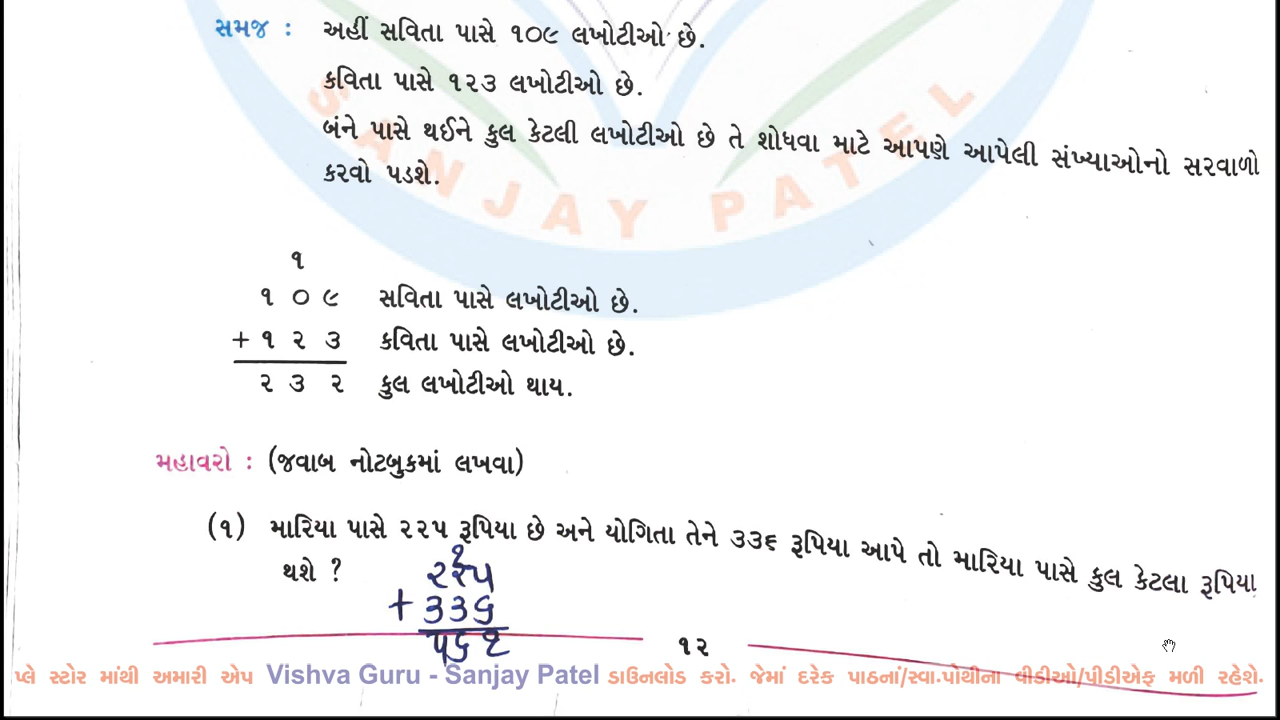 સમજ : અહીં સવિતા પાસે ૧૦૯ લખોટીઓ છે.
કવિતા પાસે ૧૨૩ લખોટીઓ છે.
બંને પાસે થઈને કુલ કેટલી લખોટીઓ છે તે શોધવા માટે આપણે આપેલી સંખ્યાઓનો સરવાળો
કરવો પડશે.
SANJAY PATEL
૧
૧ ૦ ૯ સવિતા પાસે લખોટીઓ છે.
+ ૧ ૨ ૩ કવિતા પાસે લખોટીઓ છે.
૨ ૩ ૨ કુલ લખોટીઓ થાય.
મહાવરો : (જવાબ નોટબુકમાં લખવા)
(૧) મારિયા પાસે ૨૨૫ રૂપિયા છે અને યોગિતા તેને ૩૩૬ રૂપિયા આપે તો મારિયા પાસે કુલ કેટલા રૂપિયા
થશે ?
૧
૨૨૫
+ ૩૩૬
૫૬૧
૧૨
પ્લે સ્ટોર માંથી અમારી એપ Vishva Guru - Sanjay Patel ડાઉનલોડ કરો. જેમાં દરેક પાઠનાં/સ્વા.પોથીના વીડીઓ/પીડીએફ મળી રહેશે.